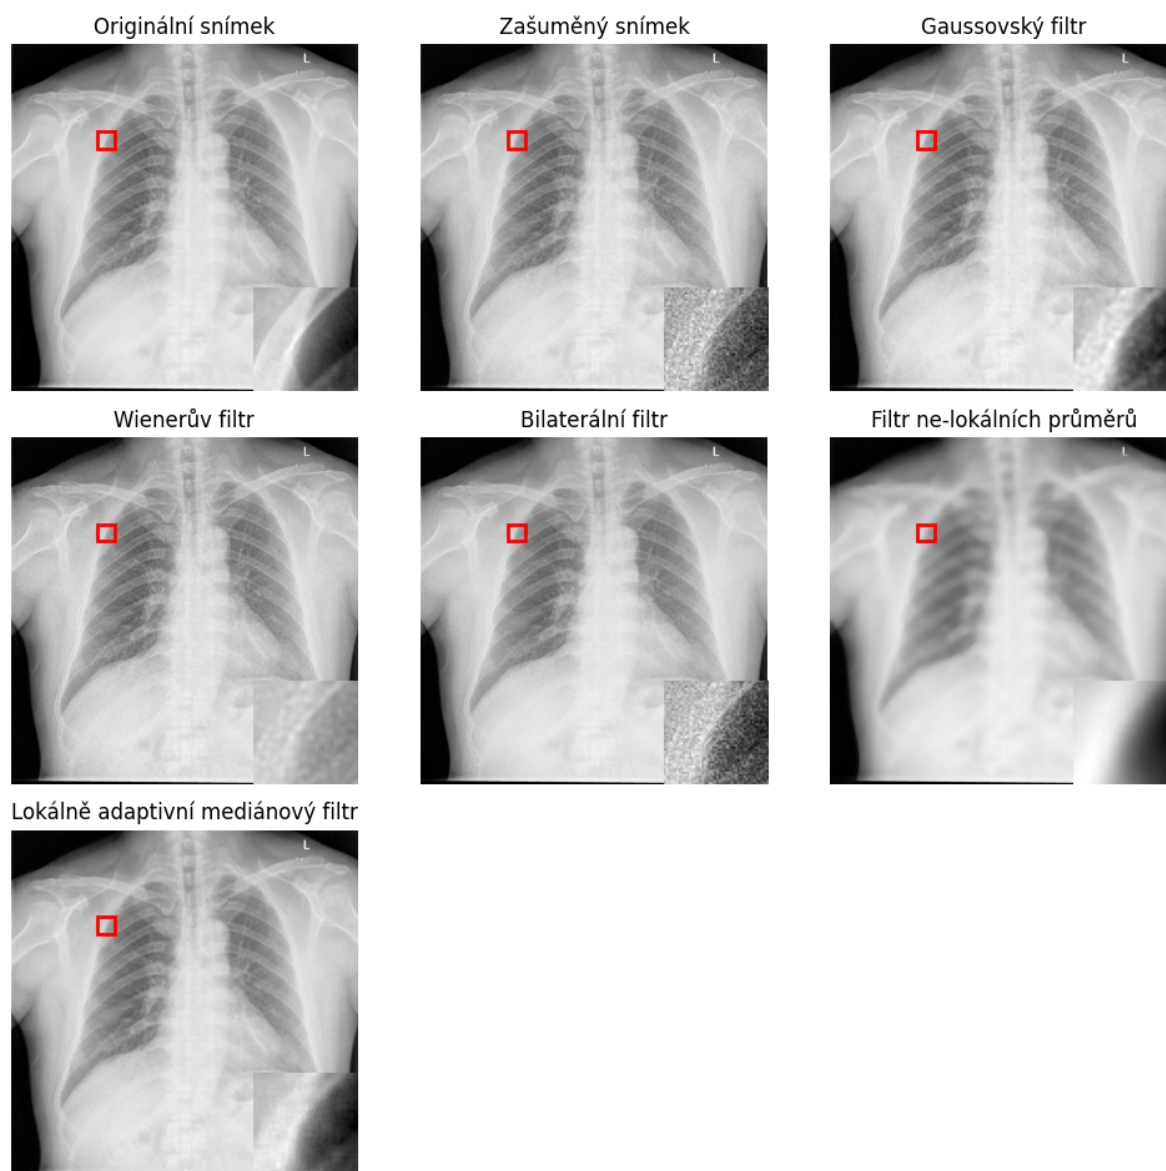 Originální snímek
Zašuměný snímek
Gaussovský filtr
L
L
L
Wienerův filtr
Bilaterální filtr
Filtr ne-lokálních průměrů
L
L
L
Lokálně adaptivní mediánový filtr
L